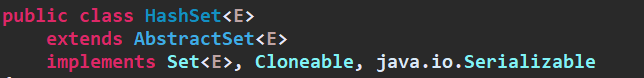 public class HashSet<E>
extends AbstractSet<E>
implements Set<E>, Cloneable, java.io.Serializable